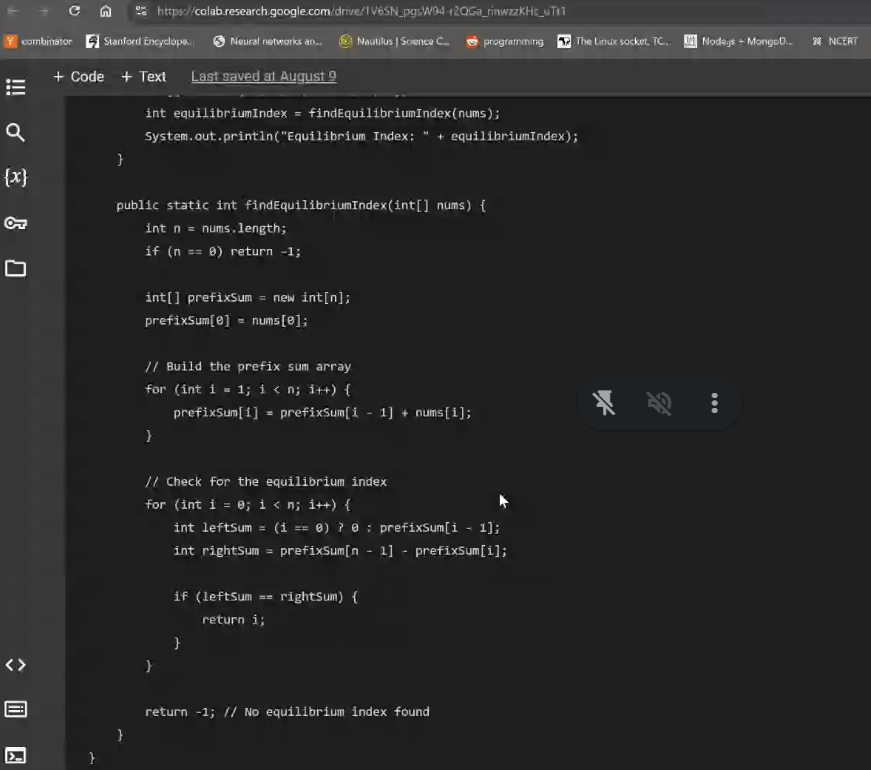 https://colab.research.google.com/drive/
combinator Stanford Encyclope... Neural networks an... Nautilus | Science C... programming The Linux socket, TC... Node.js + MongoD... NCERT
+ Code + Text Last saved at August 9
int equilibriumIndex = findEquilibriumIndex(nums);
System.out.println("Equilibrium Index: " + equilibriumIndex);
}
public static int findEquilibriumIndex(int[] nums) {
int n = nums.length;
if (n == 0) return -1;
int[] prefixSum = new int[n];
prefixSum[0] = nums[0];
// Build the prefix sum array
for (int i = 1; i < n; i++) {
prefixSum[i] = prefixSum[i - 1] + nums[i];
}
// Check for the equilibrium index
for (int i = 0; i < n; i++) {
int leftSum = (i == 0) ? 0 : prefixSum[i - 1];
int rightSum = prefixSum[n - 1] - prefixSum[i];
if (leftSum == rightSum) {
return i;
}
}
return -1; // No equilibrium index found
}
}